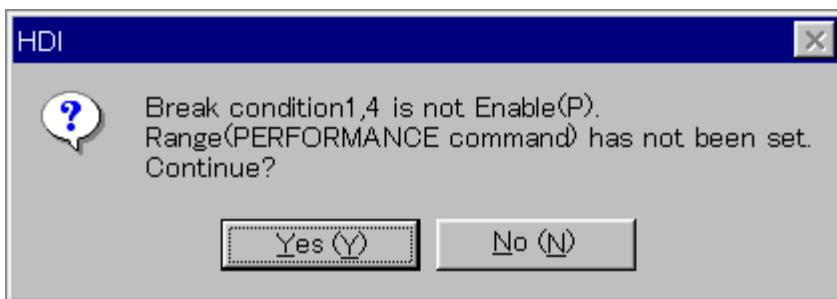 HDI
Break condition1,4 is not Enable(P).
Range(PERFORMANCE command) has not been set.
Continue?
Yes (Y) No (N)